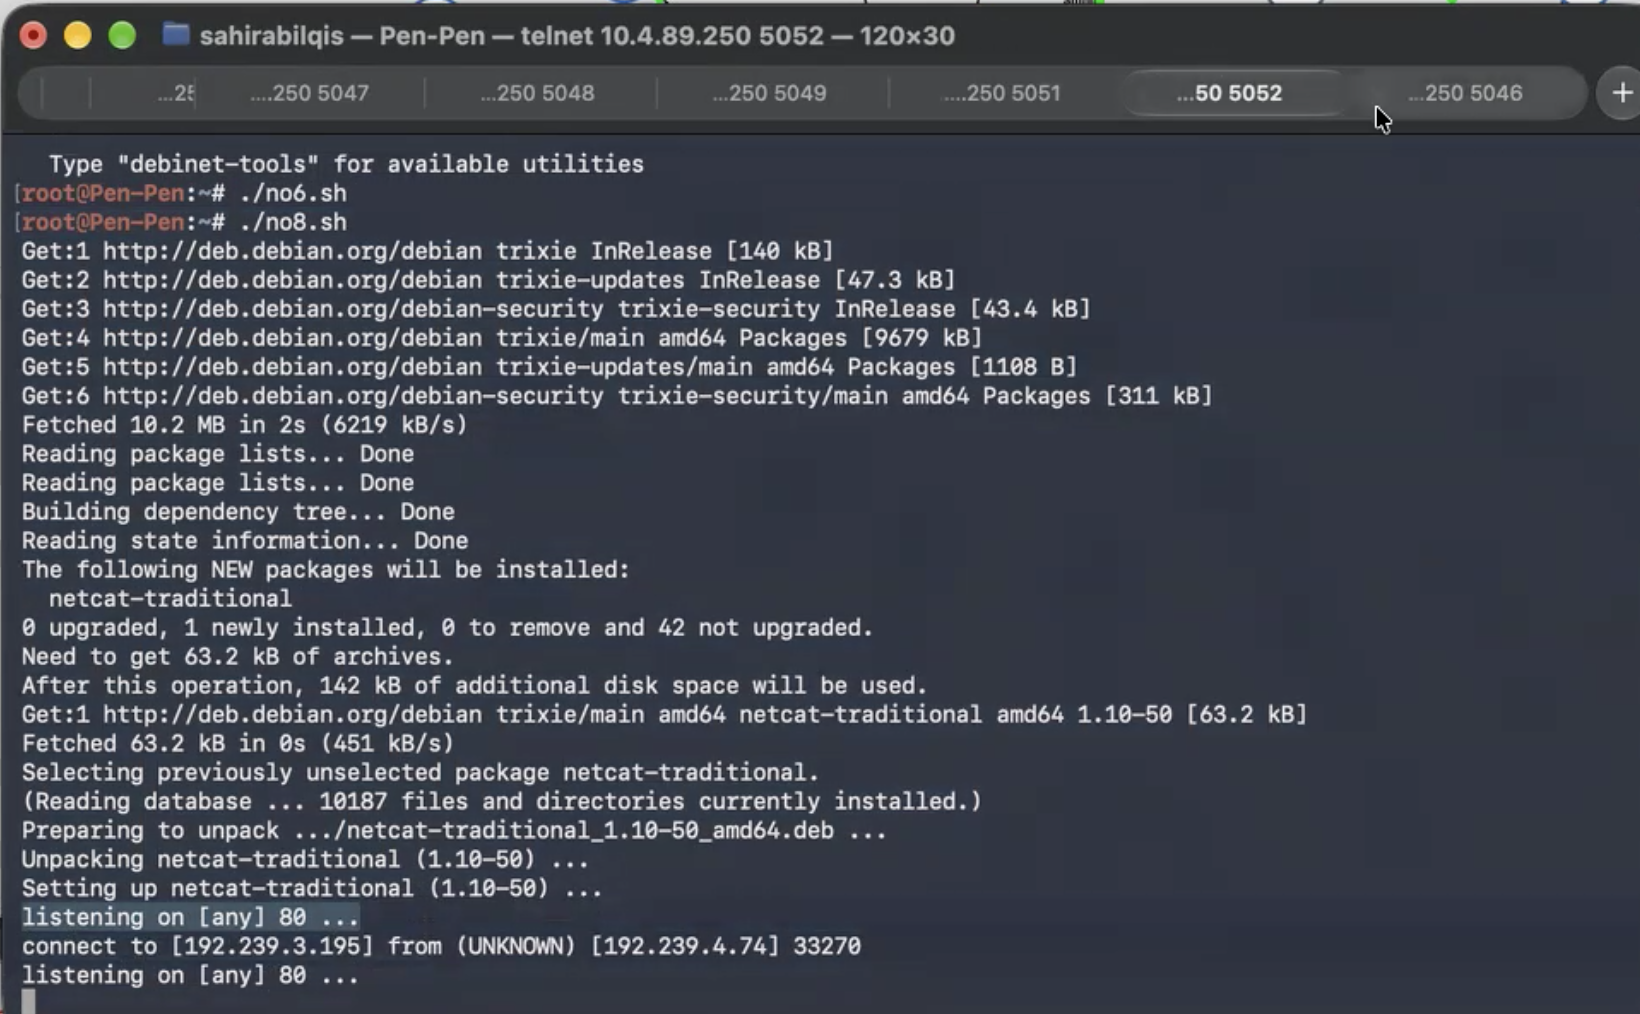 sahirabilqis — Pen-Pen — telnet 10.4.89.250 5052 — 120×30
...25 ....250 5047 ...250 5048 ...250 5049 ....250 5051 ...50 5052 ...250 5046 +
Type "debinet-tools" for available utilities
[root@Pen-Pen:~# ./no6.sh
[root@Pen-Pen:~# ./no8.sh
Get:1 http://deb.debian.org/debian trixie InRelease [140 kB]
Get:2 http://deb.debian.org/debian trixie-updates InRelease [47.3 kB]
Get:3 http://deb.debian.org/debian-security trixie-security InRelease [43.4 kB]
Get:4 http://deb.debian.org/debian trixie/main amd64 Packages [9679 kB]
Get:5 http://deb.debian.org/debian trixie-updates/main amd64 Packages [1108 B]
Get:6 http://deb.debian.org/debian-security trixie-security/main amd64 Packages [311 kB]
Fetched 10.2 MB in 2s (6219 kB/s)
Reading package lists... Done
Reading package lists... Done
Building dependency tree... Done
Reading state information... Done
The following NEW packages will be installed:
netcat-traditional
0 upgraded, 1 newly installed, 0 to remove and 42 not upgraded.
Need to get 63.2 kB of archives.
After this operation, 142 kB of additional disk space will be used.
Get:1 http://deb.debian.org/debian trixie/main amd64 netcat-traditional amd64 1.10-50 [63.2 kB]
Fetched 63.2 kB in 0s (451 kB/s)
Selecting previously unselected package netcat-traditional.
(Reading database ... 10187 files and directories currently installed.)
Preparing to unpack .../netcat-traditional_1.10-50_amd64.deb ...
Unpacking netcat-traditional (1.10-50) ...
Setting up netcat-traditional (1.10-50) ...
listening on [any] 80 ...
connect to [192.239.3.195] from (UNKNOWN) [192.239.4.74] 33270
listening on [any] 80 ...